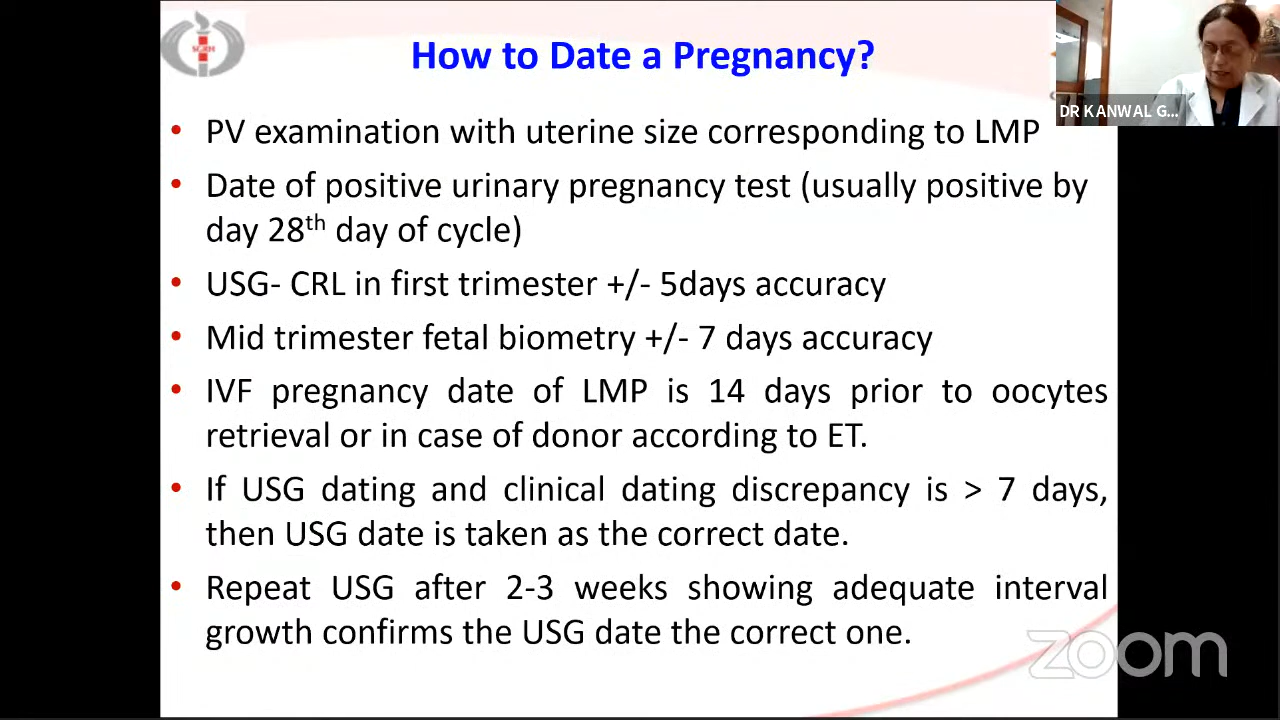 SGRH
How to Date a Pregnancy?
DR KANWAL G...
• PV examination with uterine size corresponding to LMP
• Date of positive urinary pregnancy test (usually positive by
day 28th day of cycle)
• USG- CRL in first trimester +/- 5days accuracy
• Mid trimester fetal biometry +/- 7 days accuracy
• IVF pregnancy date of LMP is 14 days prior to oocytes
retrieval or in case of donor according to ET.
• If USG dating and clinical dating discrepancy is > 7 days,
then USG date is taken as the correct date.
• Repeat USG after 2-3 weeks showing adequate interval
growth confirms the USG date the correct one.
zoom